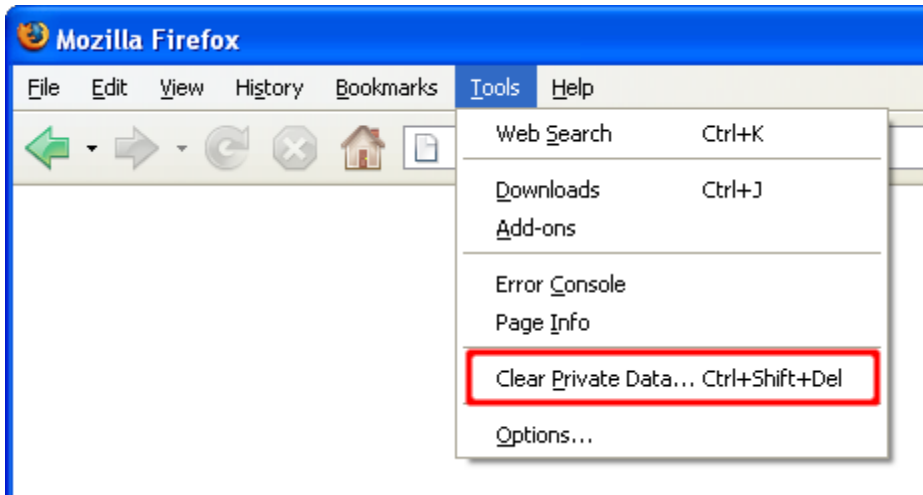 Mozilla Firefox
File Edit View History Bookmarks Tools Help
Web Search Ctrl+K
Downloads Ctrl+J
Add-ons
Error Console
Page Info
Clear Private Data... Ctrl+Shift+Del
Options...